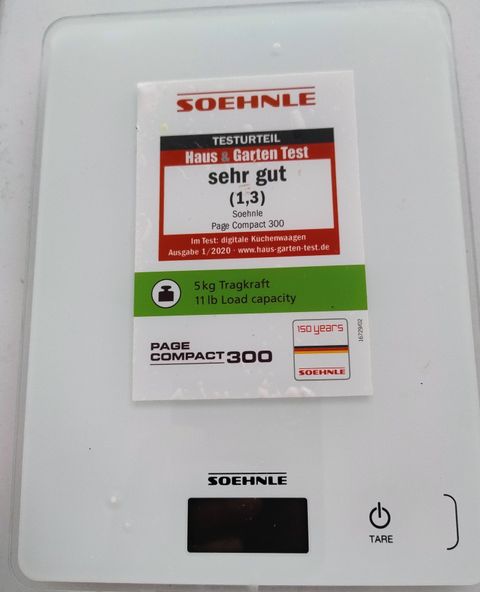 SOEHNLE
TESTURTEIL
Haus & Garten Test
sehr gut
(1,3)
Soehnle
Page Compact 300
Im Test: digitale Küchenwaagen
Ausgabe 1/2020 · www.haus-garten-test.de
5 kg Tragkraft
11 lb Load capacity
PAGE
COMPACT 300
150 years
SOEHNLE
16729/02
SOEHNLE
TARE